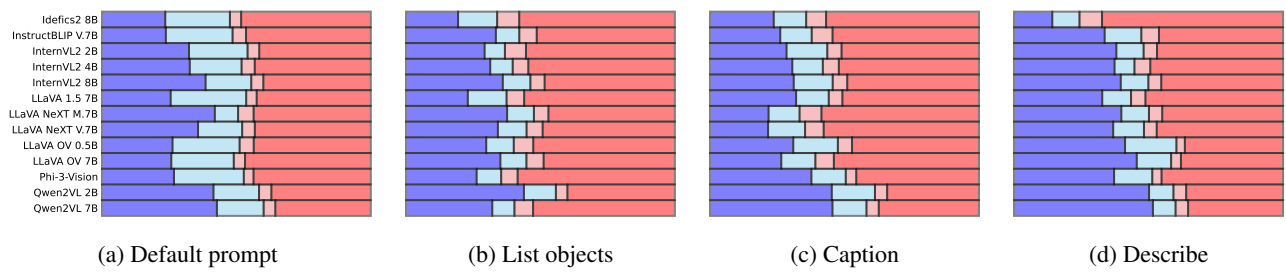 Idefics2 8B
InstructBLIP V.7B
InternVL2 2B
InternVL2 4B
InternVL2 8B
LLaVA 1.5 7B
LLaVA NeXT M.7B
LLaVA NeXT V.7B
LLaVA OV 0.5B
LLaVA OV 7B
Phi-3-Vision
Qwen2VL 2B
Qwen2VL 7B
(a) Default prompt
(b) List objects
(c) Caption
(d) Describe